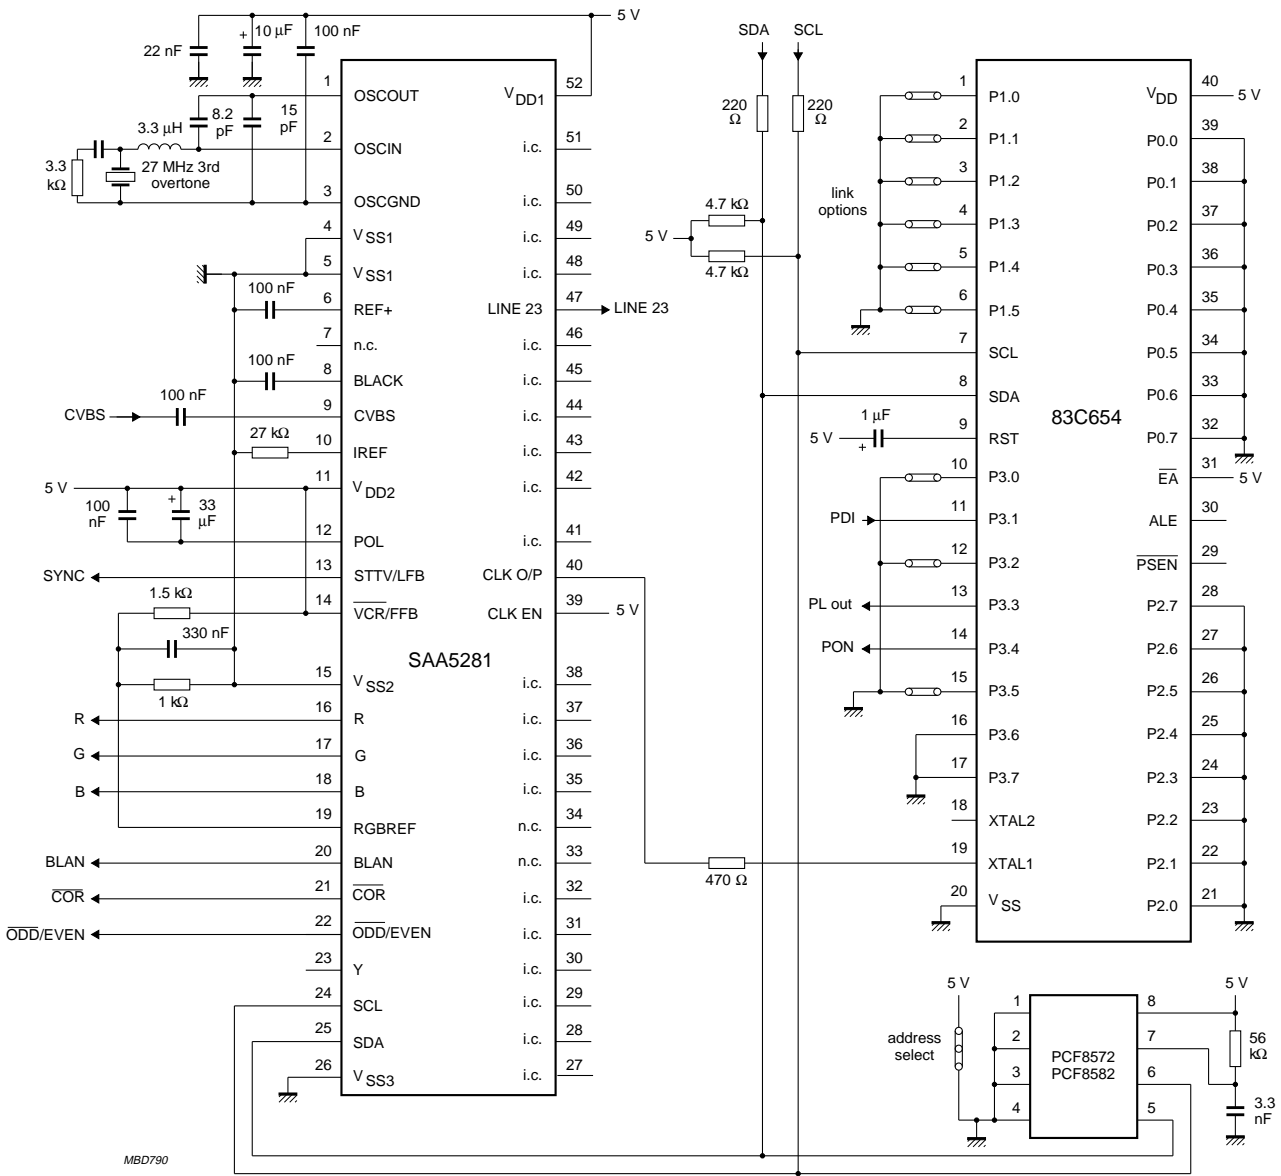 5 V
22 nF
+
10 μF
100 nF
1
OSCOUT
VDD1
52
8.2 pF
15 pF
3.3 μH
2
OSCIN
i.c.
51
3.3 kΩ
27 MHz 3rd overtone
3
OSCGND
i.c.
50
4
VSS1
i.c.
49
5
VSS1
i.c.
48
100 nF
6
REF+
LINE 23
47
LINE 23
7
n.c.
i.c.
46
100 nF
8
BLACK
i.c.
45
CVBS
100 nF
9
CVBS
i.c.
44
27 kΩ
10
IREF
i.c.
43
5 V
11
VDD2
i.c.
42
100 nF
+
33 μF
12
POL
i.c.
41
SYNC
13
STTV/LFB
CLK O/P
40
1.5 kΩ
14
VCR/FFB
CLK EN
39
5 V
330 nF
SAA5281
1 kΩ
15
VSS2
i.c.
38
R
16
R
i.c.
37
G
17
G
i.c.
36
B
18
B
i.c.
35
19
RGBREF
n.c.
34
BLAN
20
BLAN
n.c.
33
COR
21
COR
i.c.
32
ODD/EVEN
22
ODD/EVEN
i.c.
31
23
Y
i.c.
30
24
SCL
i.c.
29
25
SDA
i.c.
28
26
VSS3
i.c.
27
MBD790
SDA
SCL
220 Ω
220 Ω
4.7 kΩ
5 V
4.7 kΩ
470 Ω
link options
1
P1.0
VDD
40
5 V
2
P1.1
P0.0
39
3
P1.2
P0.1
38
4
P1.3
P0.2
37
5
P1.4
P0.3
36
6
P1.5
P0.4
35
7
SCL
P0.5
34
8
SDA
P0.6
33
83C654
5 V
+
1 μF
9
RST
P0.7
32
10
P3.0
EA
31
5 V
PDI
11
P3.1
ALE
30
12
P3.2
PSEN
29
PL out
13
P3.3
P2.7
28
PON
14
P3.4
P2.6
27
15
P3.5
P2.5
26
16
P3.6
P2.4
25
17
P3.7
P2.3
24
18
XTAL2
P2.2
23
19
XTAL1
P2.1
22
20
VSS
P2.0
21
5 V
address select
1
2
3
4
PCF8572
PCF8582
8
7
6
5
5 V
56 kΩ
3.3 nF